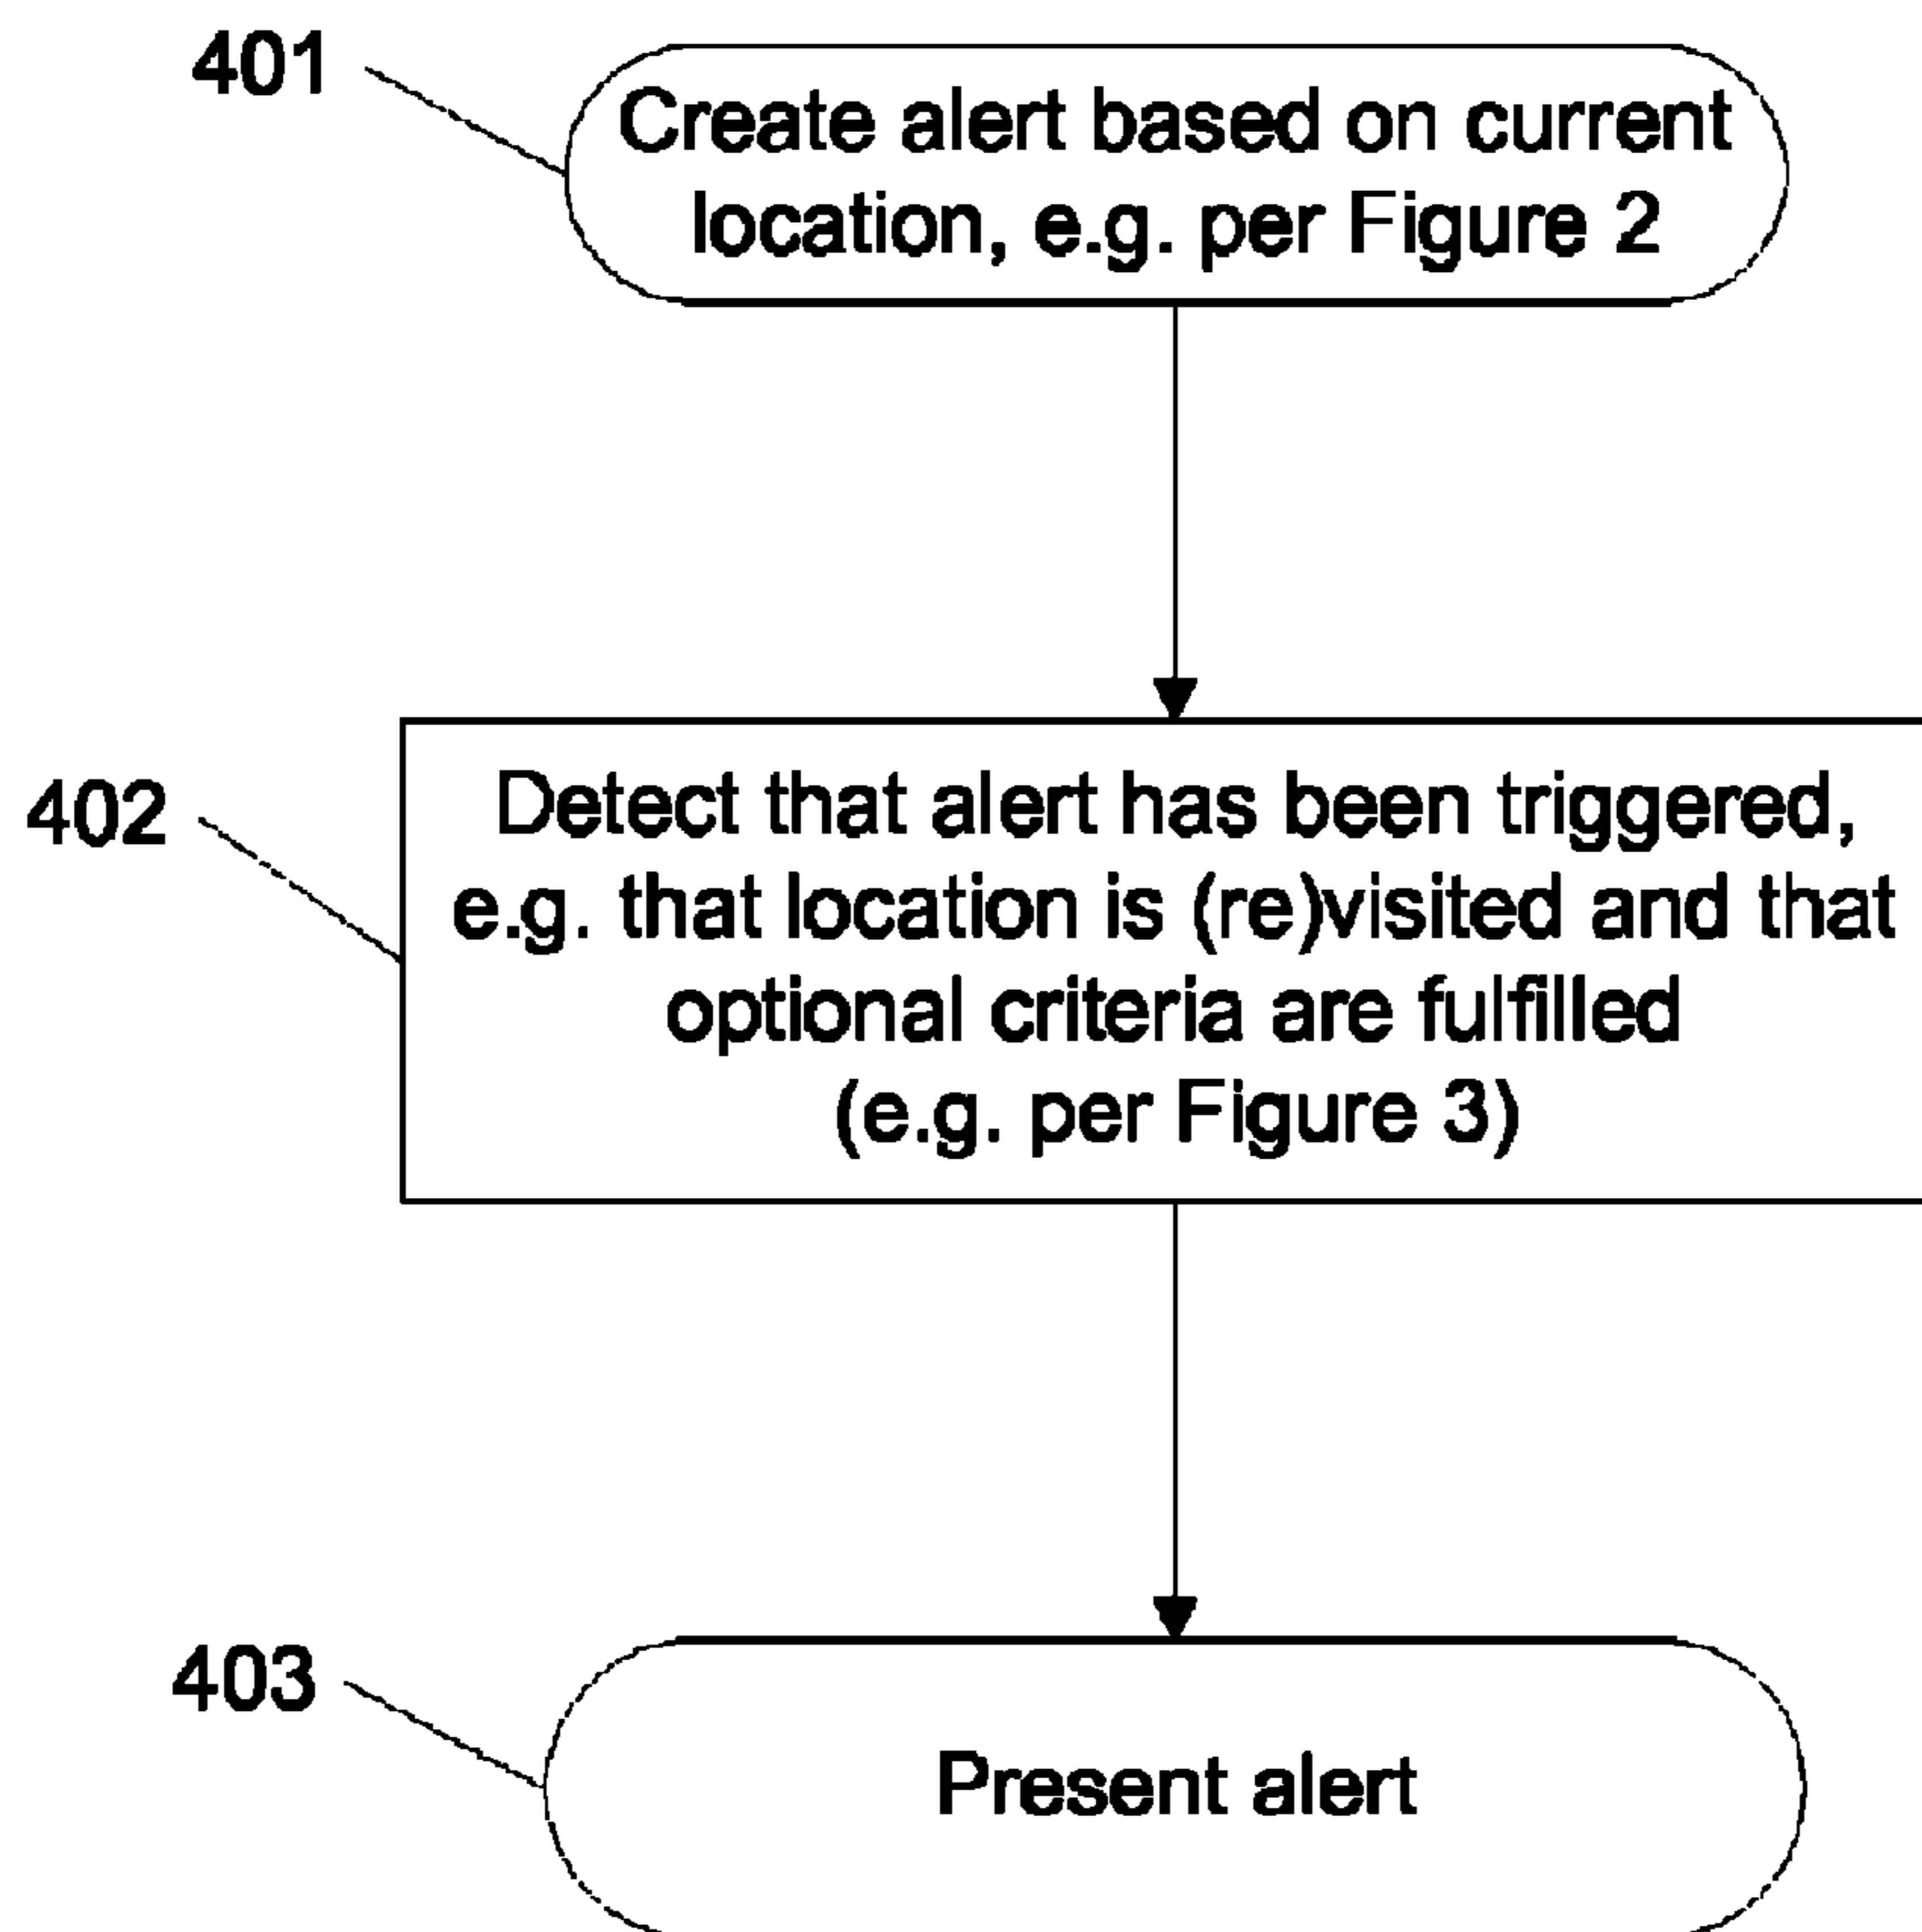 401
Create alert based on current
location, e.g. per Figure 2
402
Detect that alert has been triggered,
e.g. that location is (re)visited and that
optional criteria are fulfilled
(e.g. per Figure 3)
403
Present alert